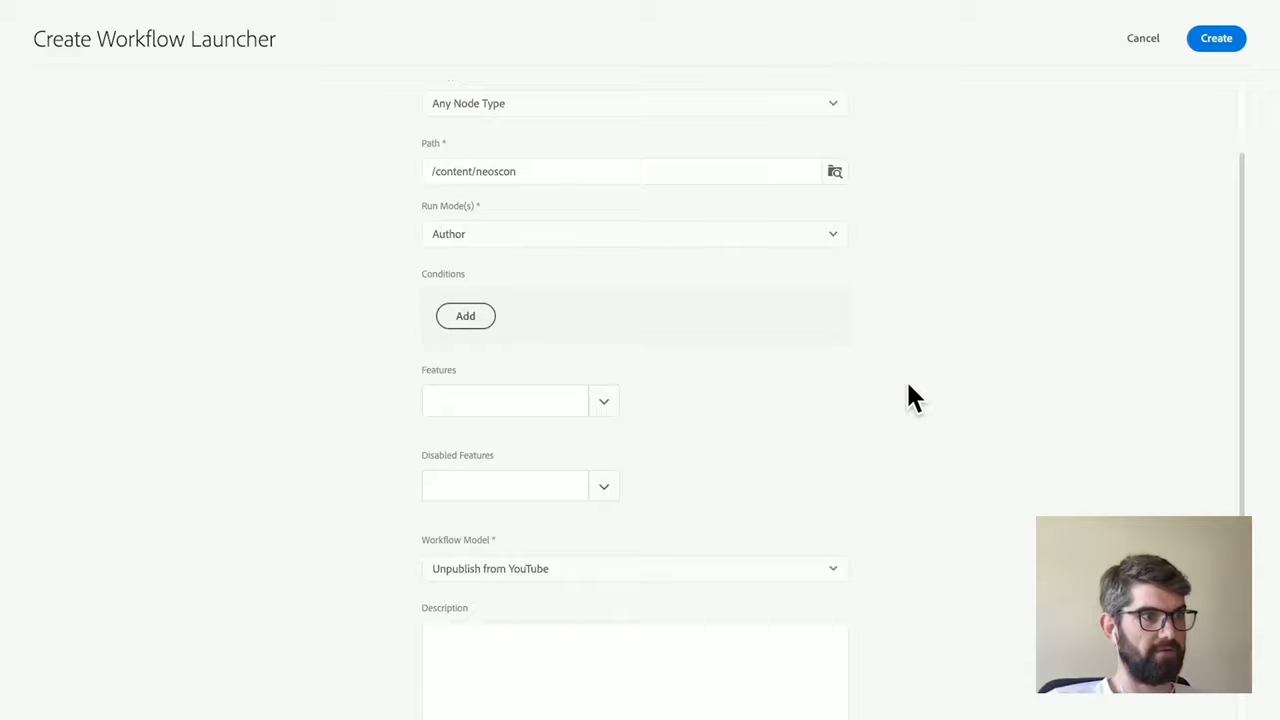 Create Workflow Launcher
Cancel
Create
Any Node Type
Path *
/content/neoscon
Run Mode(s) *
Author
Conditions
Add
Features
Disabled Features
Workflow Model *
Unpublish from YouTube
Description